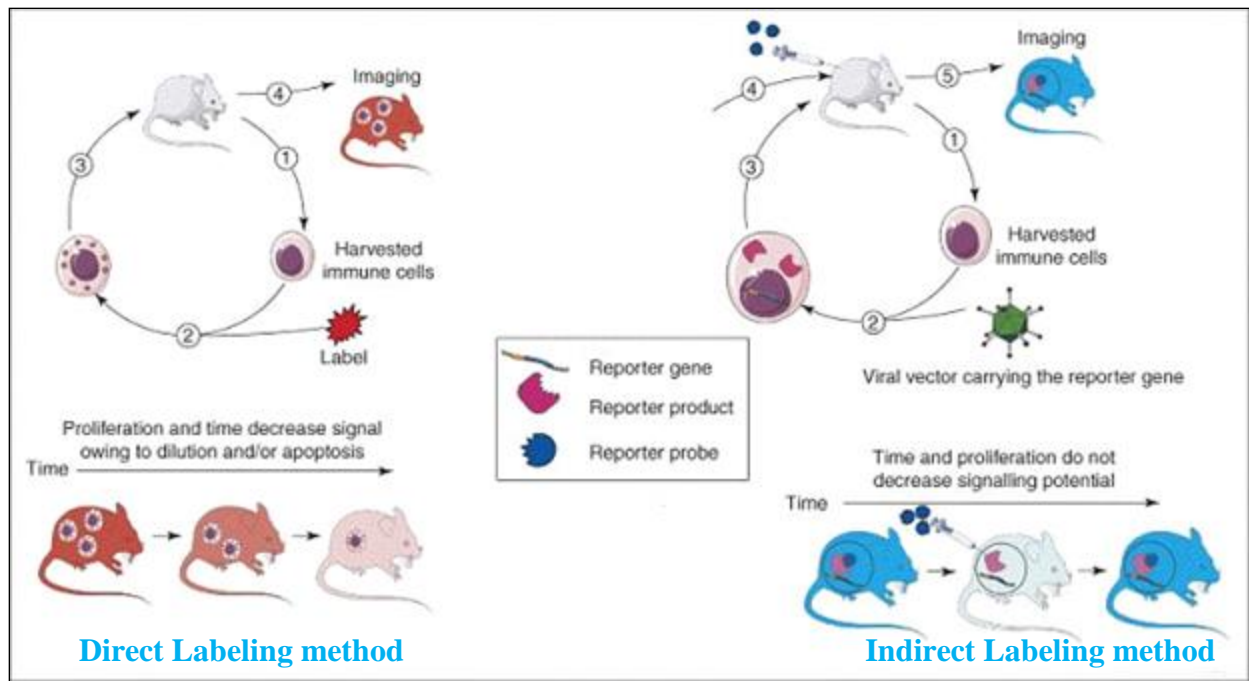 Imaging
4
1
3
Harvested
immune cells
2
Label
Proliferation and time decrease signal
owing to dilution and/or apoptosis
Time
Direct Labeling method
Reporter gene
Reporter product
Reporter probe
Imaging
4
5
1
3
Harvested
immune cells
2
Viral vector carrying the reporter gene
Time and proliferation do not
decrease signalling potential
Time
Indirect Labeling method